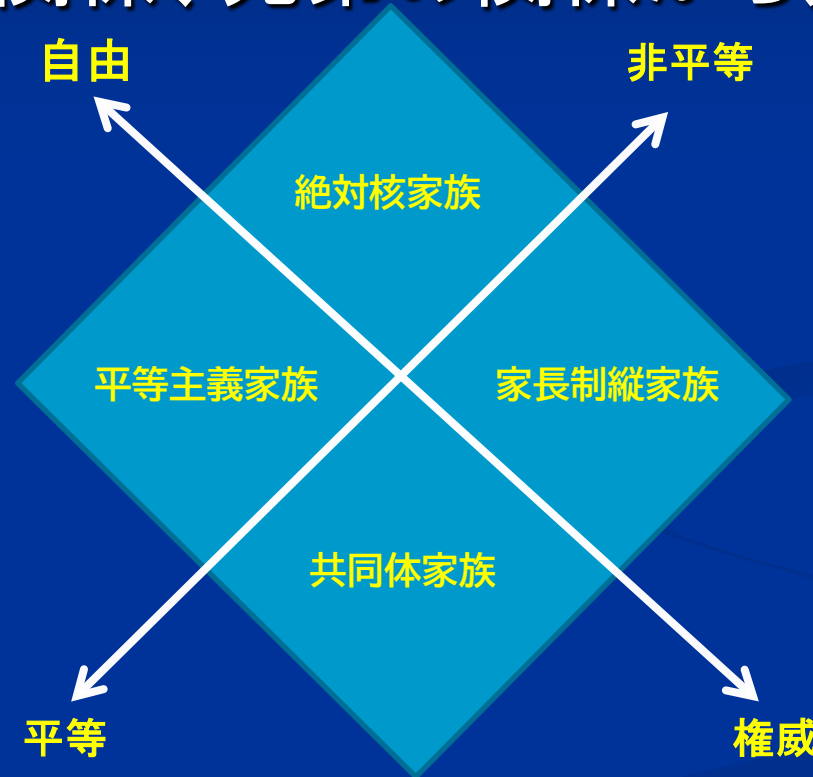 自由
非平等
絶対核家族
平等主義家族
家長制縦家族
共同体家族
平等
権威